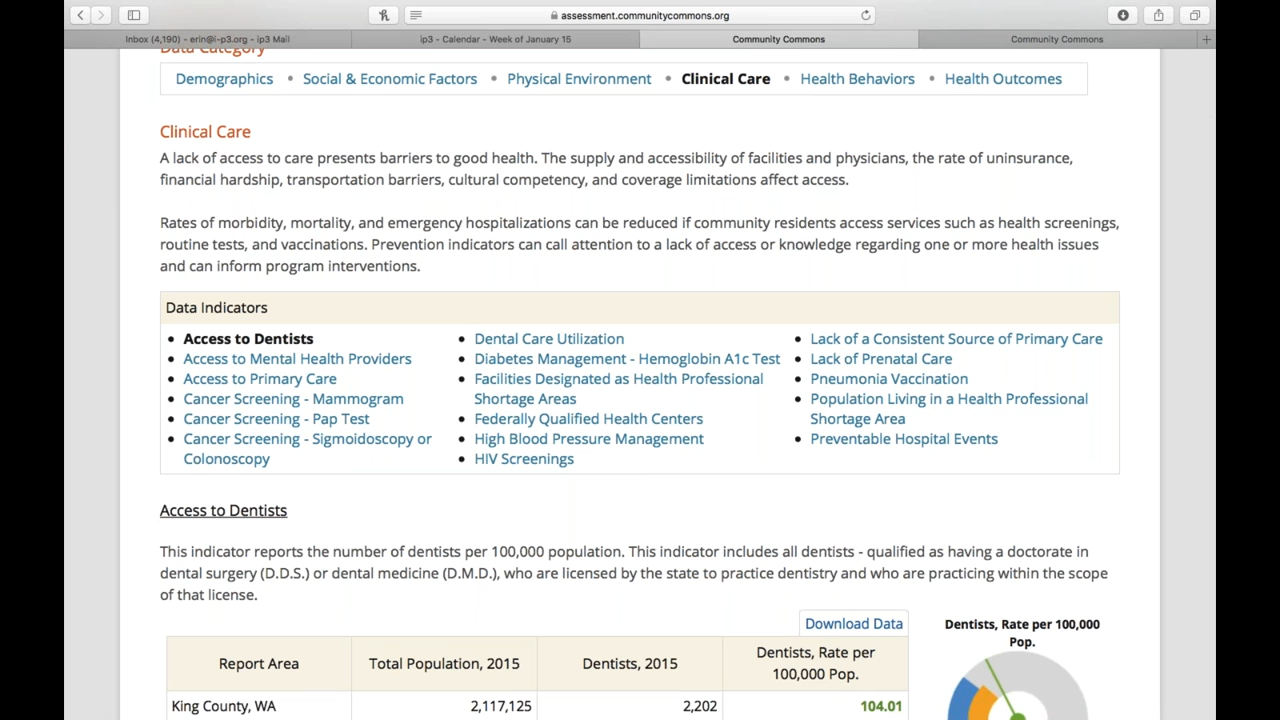 assessment.communitycommons.org
Inbox (4,190) - erin@i-p3.org - ip3 Mail
ip3 - Calendar - Week of January 15
Community Commons
Community Commons
Data Category
Demographics • Social & Economic Factors • Physical Environment • Clinical Care • Health Behaviors • Health Outcomes
Clinical Care
A lack of access to care presents barriers to good health. The supply and accessibility of facilities and physicians, the rate of uninsurance,
financial hardship, transportation barriers, cultural competency, and coverage limitations affect access.
Rates of morbidity, mortality, and emergency hospitalizations can be reduced if community residents access services such as health screenings,
routine tests, and vaccinations. Prevention indicators can call attention to a lack of access or knowledge regarding one or more health issues
and can inform program interventions.
Data Indicators
• Access to Dentists
• Access to Mental Health Providers
• Access to Primary Care
• Cancer Screening - Mammogram
• Cancer Screening - Pap Test
• Cancer Screening - Sigmoidoscopy or
Colonoscopy
• Dental Care Utilization
• Diabetes Management - Hemoglobin A1c Test
• Facilities Designated as Health Professional
Shortage Areas
• Federally Qualified Health Centers
• High Blood Pressure Management
• HIV Screenings
• Lack of a Consistent Source of Primary Care
• Lack of Prenatal Care
• Pneumonia Vaccination
• Population Living in a Health Professional
Shortage Area
• Preventable Hospital Events
Access to Dentists
This indicator reports the number of dentists per 100,000 population. This indicator includes all dentists - qualified as having a doctorate in
dental surgery (D.D.S.) or dental medicine (D.M.D.), who are licensed by the state to practice dentistry and who are practicing within the scope
of that license.
Download Data
Report Area
Total Population, 2015
Dentists, 2015
Dentists, Rate per
100,000 Pop.
King County, WA
2,117,125
2,202
104.01
Dentists, Rate per 100,000
Pop.